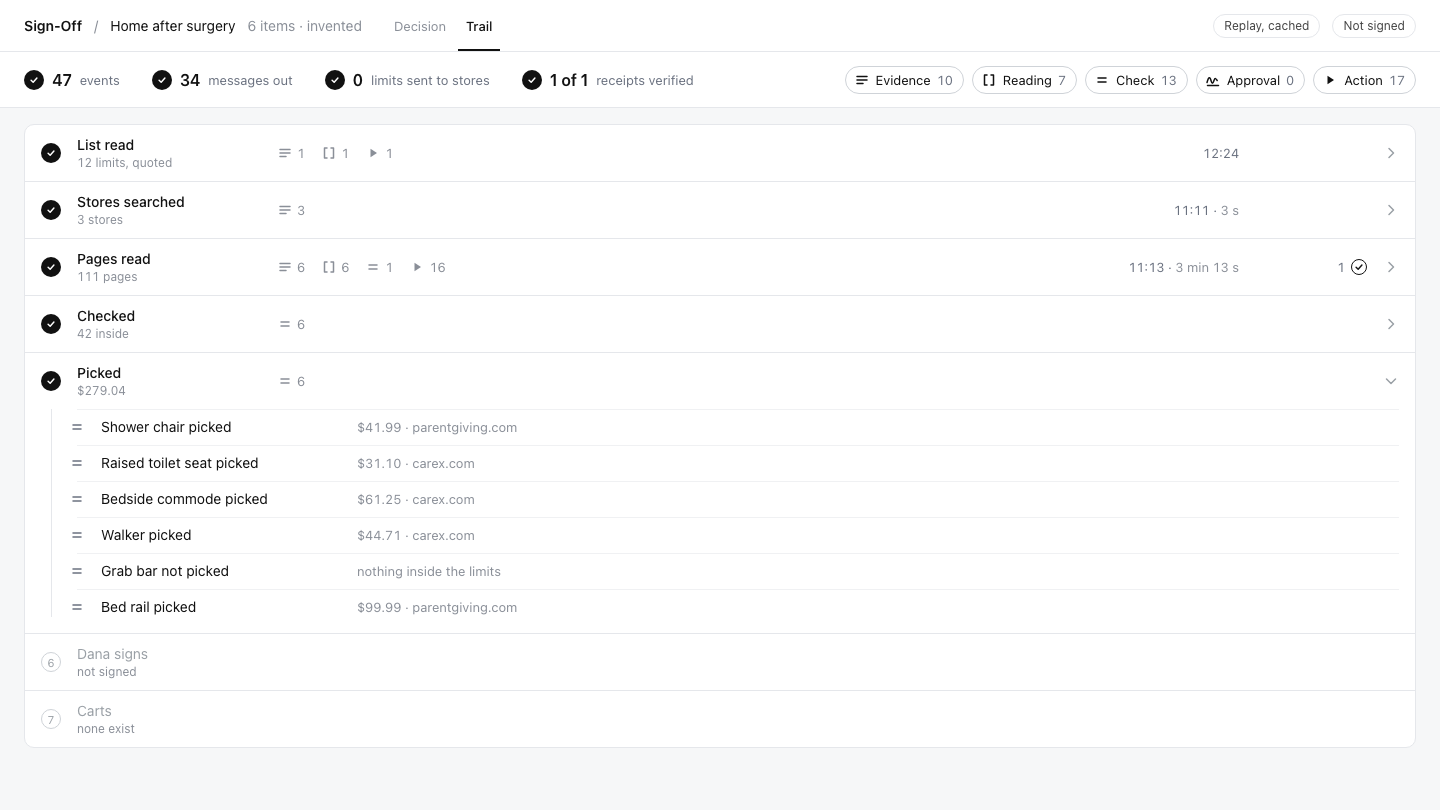 Sign-Off / Home after surgery 6 items · invented Decision Trail Replay, cached Not signed
47 events 34 messages out 0 limits sent to stores 1 of 1 receipts verified Evidence 10 Reading 7 Check 13 Approval 0 Action 17
List read 1 1 1 12:24
12 limits, quoted
Stores searched 3 11:11 · 3 s
3 stores
Pages read 6 6 1 16 11:13 · 3 min 13 s 1
111 pages
Checked 6
42 inside
Picked 6
$279.04
Shower chair picked $41.99 · parentgiving.com
Raised toilet seat picked $31.10 · carex.com
Bedside commode picked $61.25 · carex.com
Walker picked $44.71 · carex.com
Grab bar not picked nothing inside the limits
Bed rail picked $99.99 · parentgiving.com
6 Dana signs
not signed
7 Carts
none exist